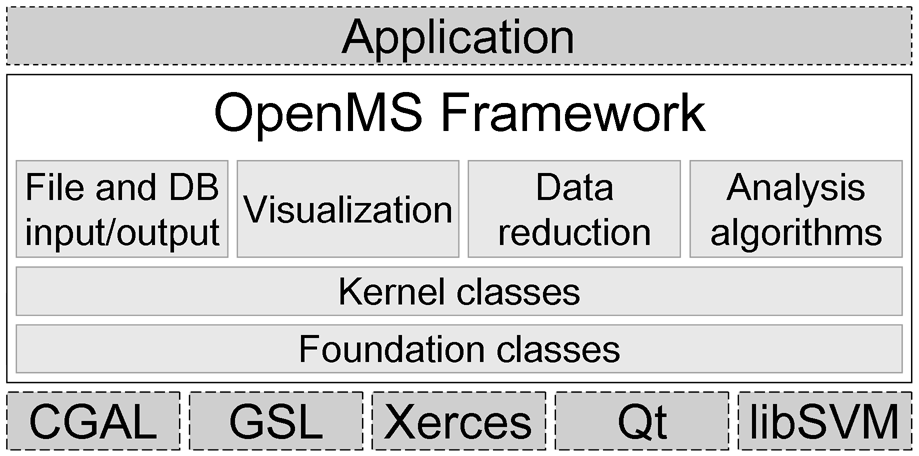 Application
OpenMS Framework
File and DB
input/output
Visualization
Data
reduction
Analysis
algorithms
Kernel classes
Foundation classes
CGAL
GSL
Xerces
Qt
libSVM